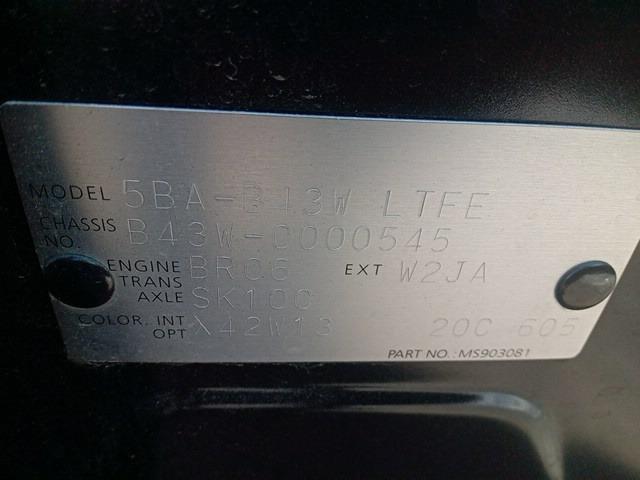 MODEL 5BA-B43W LTFE
CHASSIS NO. B43W-0000545
ENGINE BR06 EXT W2JA
TRANS AXLE SK100
COLOR. INT OPT X42W13 20C 605
PART NO.: MS903081